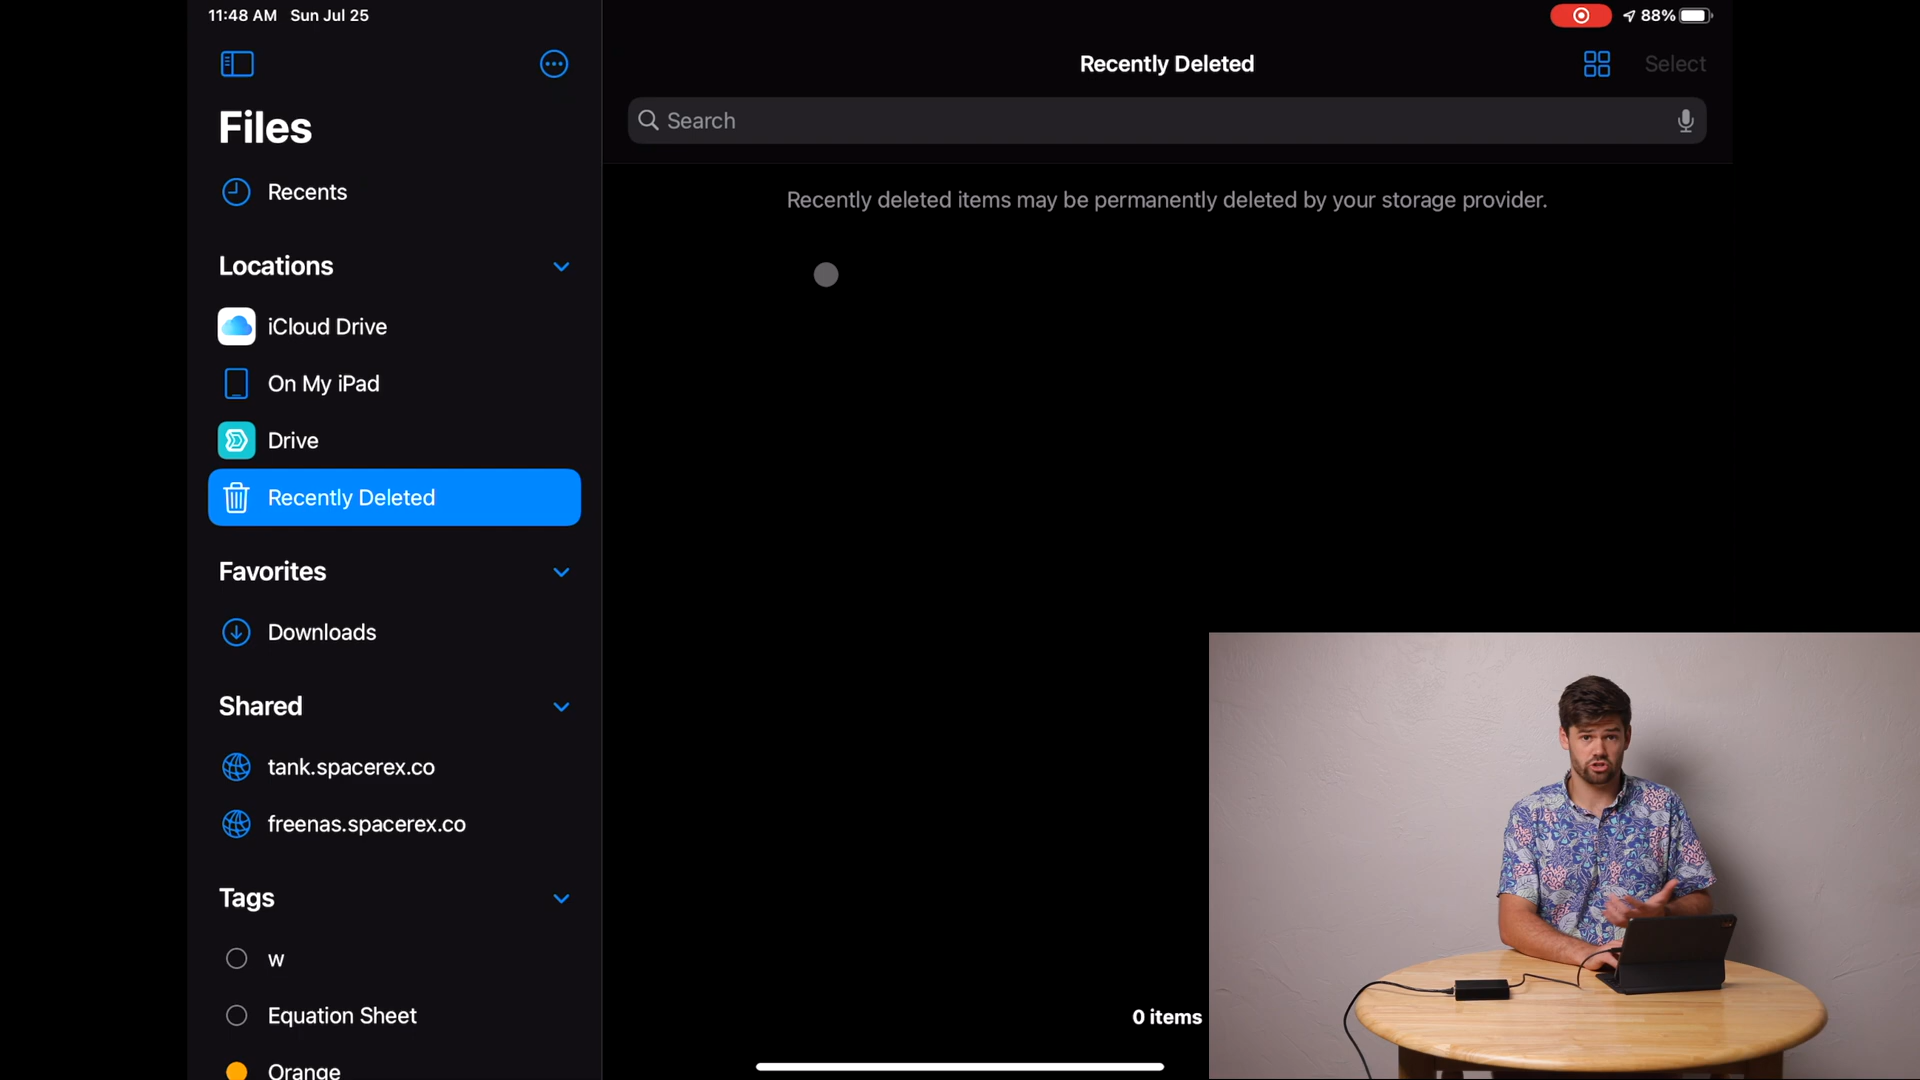 11:48 AM Sun Jul 25
88%
Files
Recents
Locations
iCloud Drive
On My iPad
Drive
Recently Deleted
Favorites
Downloads
Shared
tank.spacerex.co
freenas.spacerex.co
Tags
w
Equation Sheet
Orange
Recently Deleted
Select
Search
Recently deleted items may be permanently deleted by your storage provider.
0 items